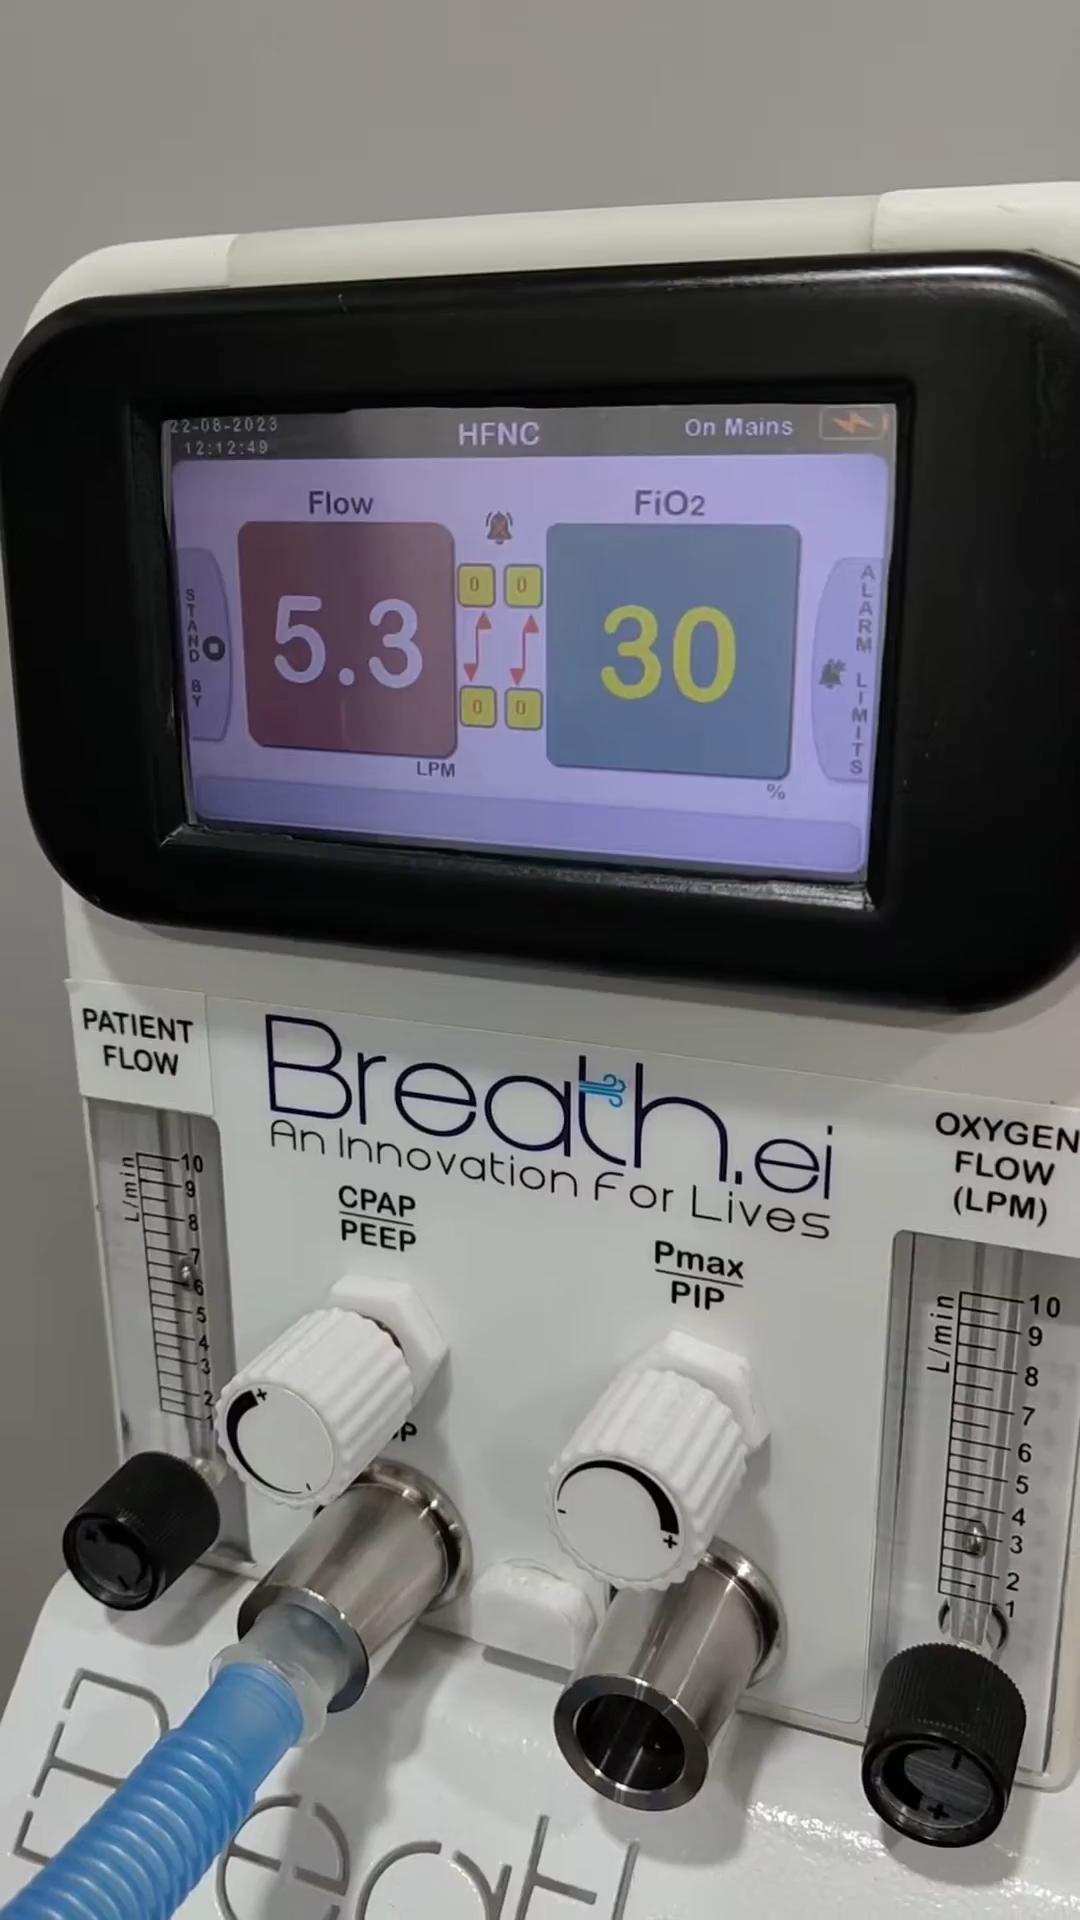 22-08-2023
12:12:49
HFNC
On Mains
Flow
FiO2
0 0
5.3
30
0 0
LPM
%
STAND BY
ALARM LIMITS
PATIENT
FLOW
Breath.ei
An Innovation For Lives
CPAP
PEEP
Pmax
PIP
OXYGEN
FLOW
(LPM)
L/min
10
9
8
7
6
5
4
3
2
1
+
-
-
+
L/min
10
9
8
7
6
5
4
3
2
1
-
+